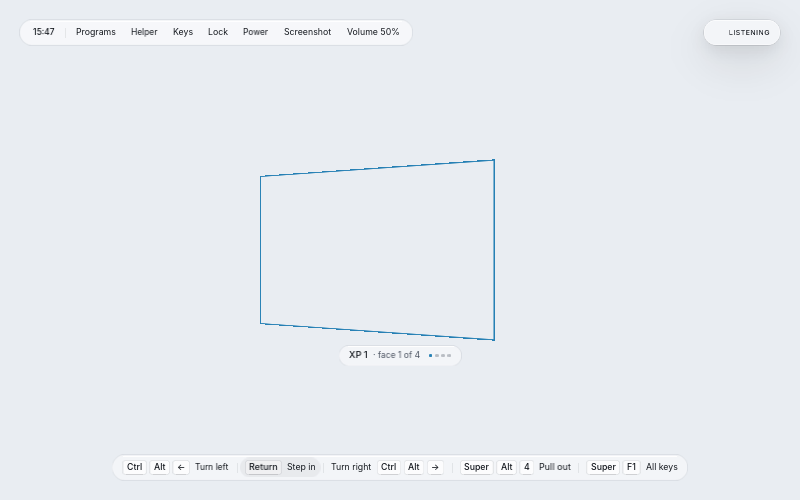 15:47 Programs Helper Keys Lock Power Screenshot Volume 50%
LISTENING
XP 1 · face 1 of 4
Ctrl Alt ← Turn left Return Step in Turn right Ctrl Alt → Super Alt 4 Pull out Super F1 All keys